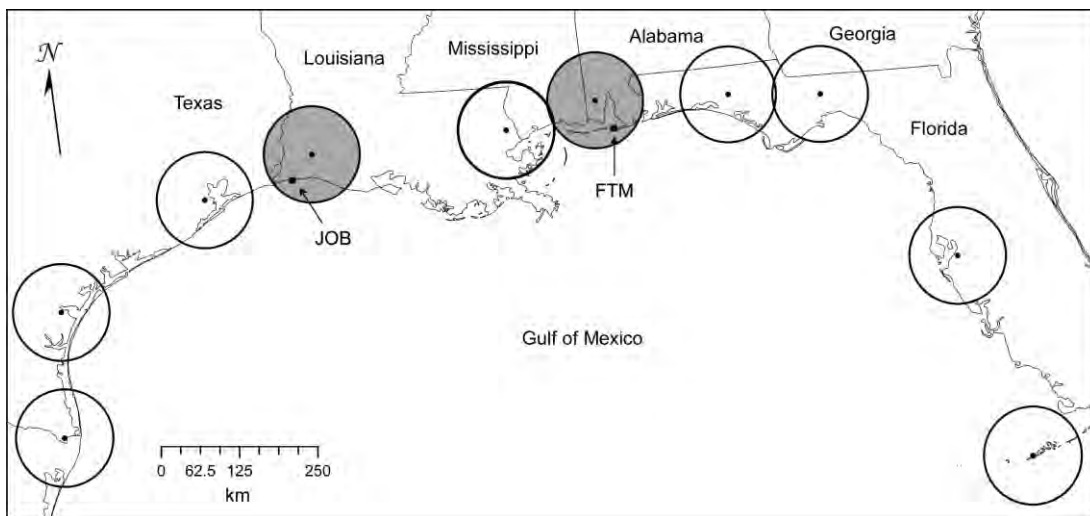 N
Texas
Louisiana
Mississippi
Alabama
Georgia
Florida
JOB
FTM
Gulf of Mexico
0 62.5 125 250
km